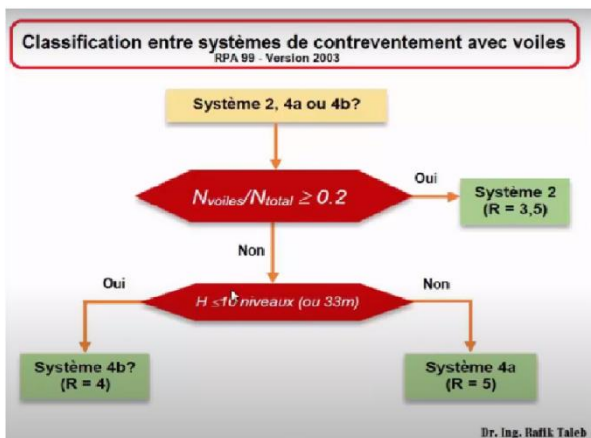 Classification entre systèmes de contreventement avec voiles
RPA 99 - Version 2003
Système 2, 4a ou 4b?
N_voiles/N_total ≥ 0.2
Oui
Système 2
(R = 3,5)
Non
Oui
H ≤10 niveaux (ou 33m)
Non
Système 4b?
(R = 4)
Système 4a
(R = 5)
Dr. Ing. Rafik Taleb